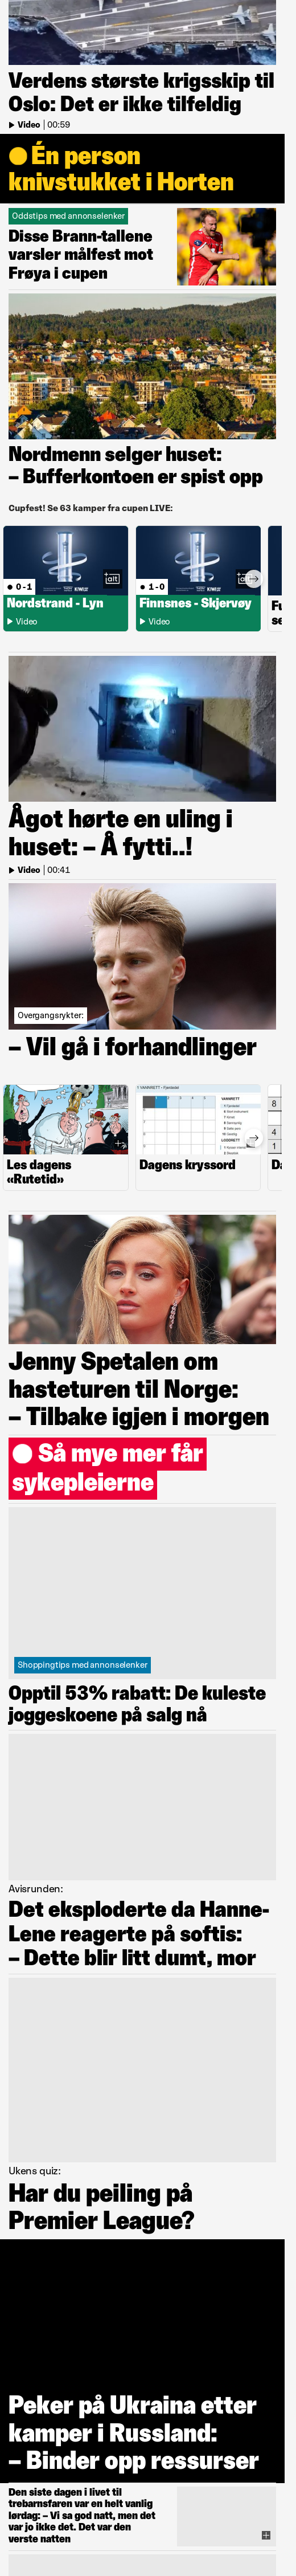 Verdens største krigsskip til
Oslo: Det er ikke tilfeldig
Video | 00:59
Én person
knivstukket i Horten
Oddstips med annonselenker
Disse Brann-tallene
varsler målfest mot
Frøya i cupen
Nordmenn selger huset:
– Bufferkontoen er spist opp
Cupfest! Se 63 kamper fra cupen LIVE:
0 - 1
alt
Nordstrand - Lyn
Video
1 - 0
Finnsnes - Skjervøy
Video
Ågot hørte en uling i
huset: – Å fytti..!
Video | 00:41
Overgangsrykter:
– Vil gå i forhandlinger
Les dagens
«Rutetid»
Dagens kryssord
Jenny Spetalen om
hasteturen til Norge:
– Tilbake igjen i morgen
Så mye mer får
sykepleierne
Shoppingtips med annonselenker
Opptil 53% rabatt: De kuleste
joggeskoene på salg nå
Avisrunden:
Det eksploderte da Hanne-
Lene reagerte på softis:
– Dette blir litt dumt, mor
Ukens quiz:
Har du peiling på
Premier League?
Peker på Ukraina etter
kamper i Russland:
– Binder opp ressurser
Den siste dagen i livet til
trebarnsfaren var en helt vanlig
lørdag: – Vi sa god natt, men det
var jo ikke det. Det var den
verste natten